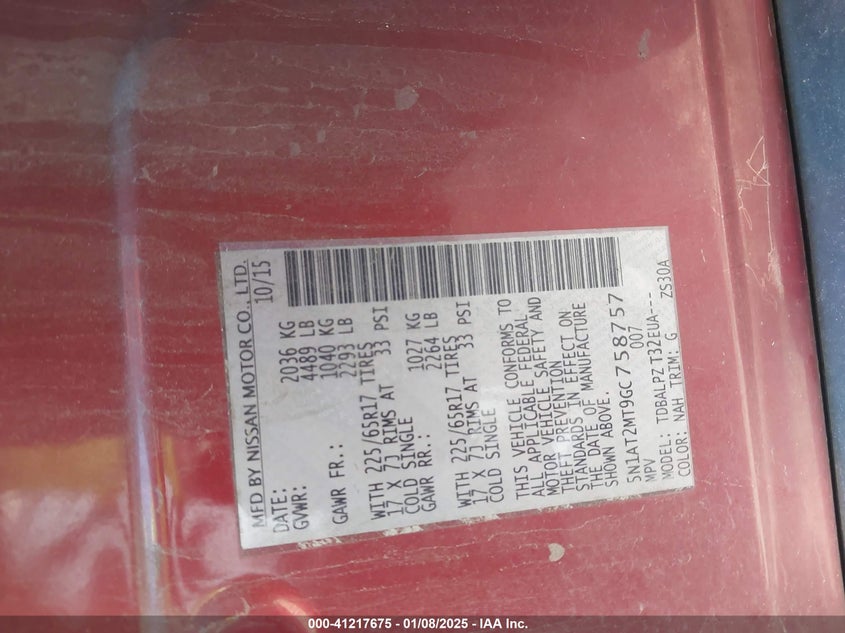 MFD BY NISSAN MOTOR CO., LTD.
DATE: 10/15
GVWR: 2036 KG
4489 LB
GAWR FR.: 1040 KG
2293 LB
WITH 225/65R17 TIRES
17 X 7J RIMS AT 33 PSI
COLD SINGLE
GAWR RR.: 1027 KG
2264 LB
WITH 225/65R17 TIRES
17 X 7J RIMS AT 33 PSI
COLD SINGLE
THIS VEHICLE CONFORMS TO
ALL APPLICABLE FEDERAL
MOTOR VEHICLE SAFETY AND
THEFT PREVENTION
STANDARDS IN EFFECT ON
THE DATE OF MANUFACTURE
SHOWN ABOVE.
5N1AT2MT9GC758757
MPV 007
MODEL: TDBALPZ T32EUA---
COLOR: NAH TRIM: G ZS30A
000-41217675 - 01/08/2025 - IAA Inc.